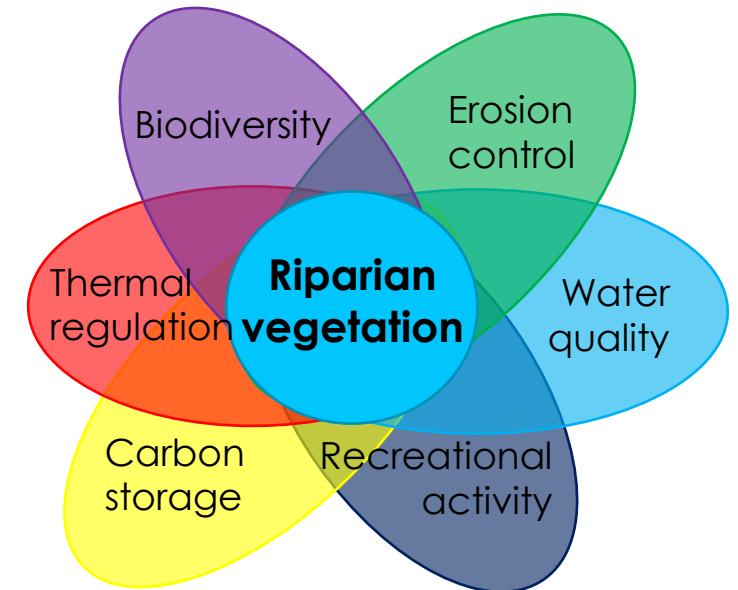 Biodiversity
Erosion
control
Thermal
regulation
Riparian
vegetation
Water
quality
Carbon
storage
Recreational
activity